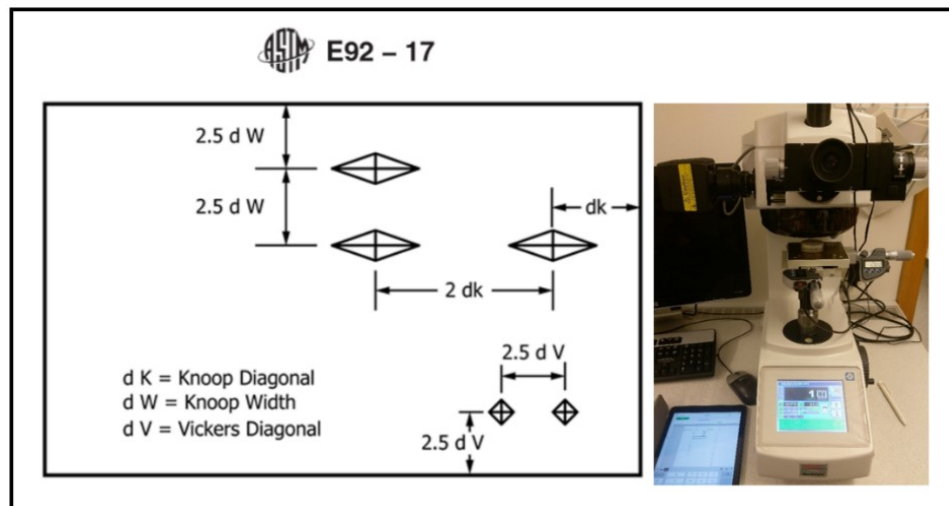 ASTM E92 – 17
2.5 d W
2.5 d W
dk
2 dk
2.5 d V
d K = Knoop Diagonal
d W = Knoop Width
d V = Vickers Diagonal
2.5 d V